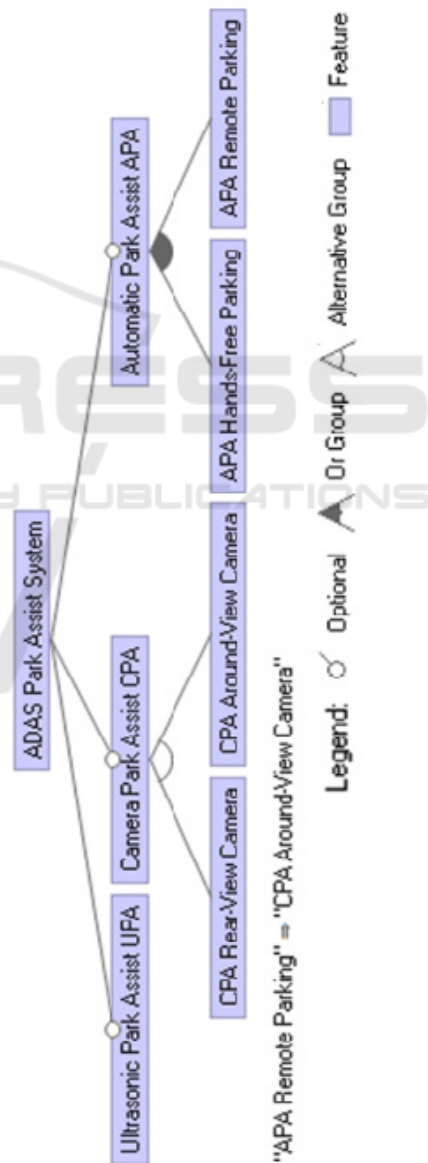 ADAS Park Assist System
Ultrasonic Park Assist UPA
Camera Park Assist CPA
Automatic Park Assist APA
CPA Rear-View Camera
CPA Around-View Camera
APA Hands-Free Parking
APA Remote Parking
"APA Remote Parking" ⇒ "CPA Around-View Camera"
Legend: Optional Or Group Alternative Group Feature
PUBLICATIONS